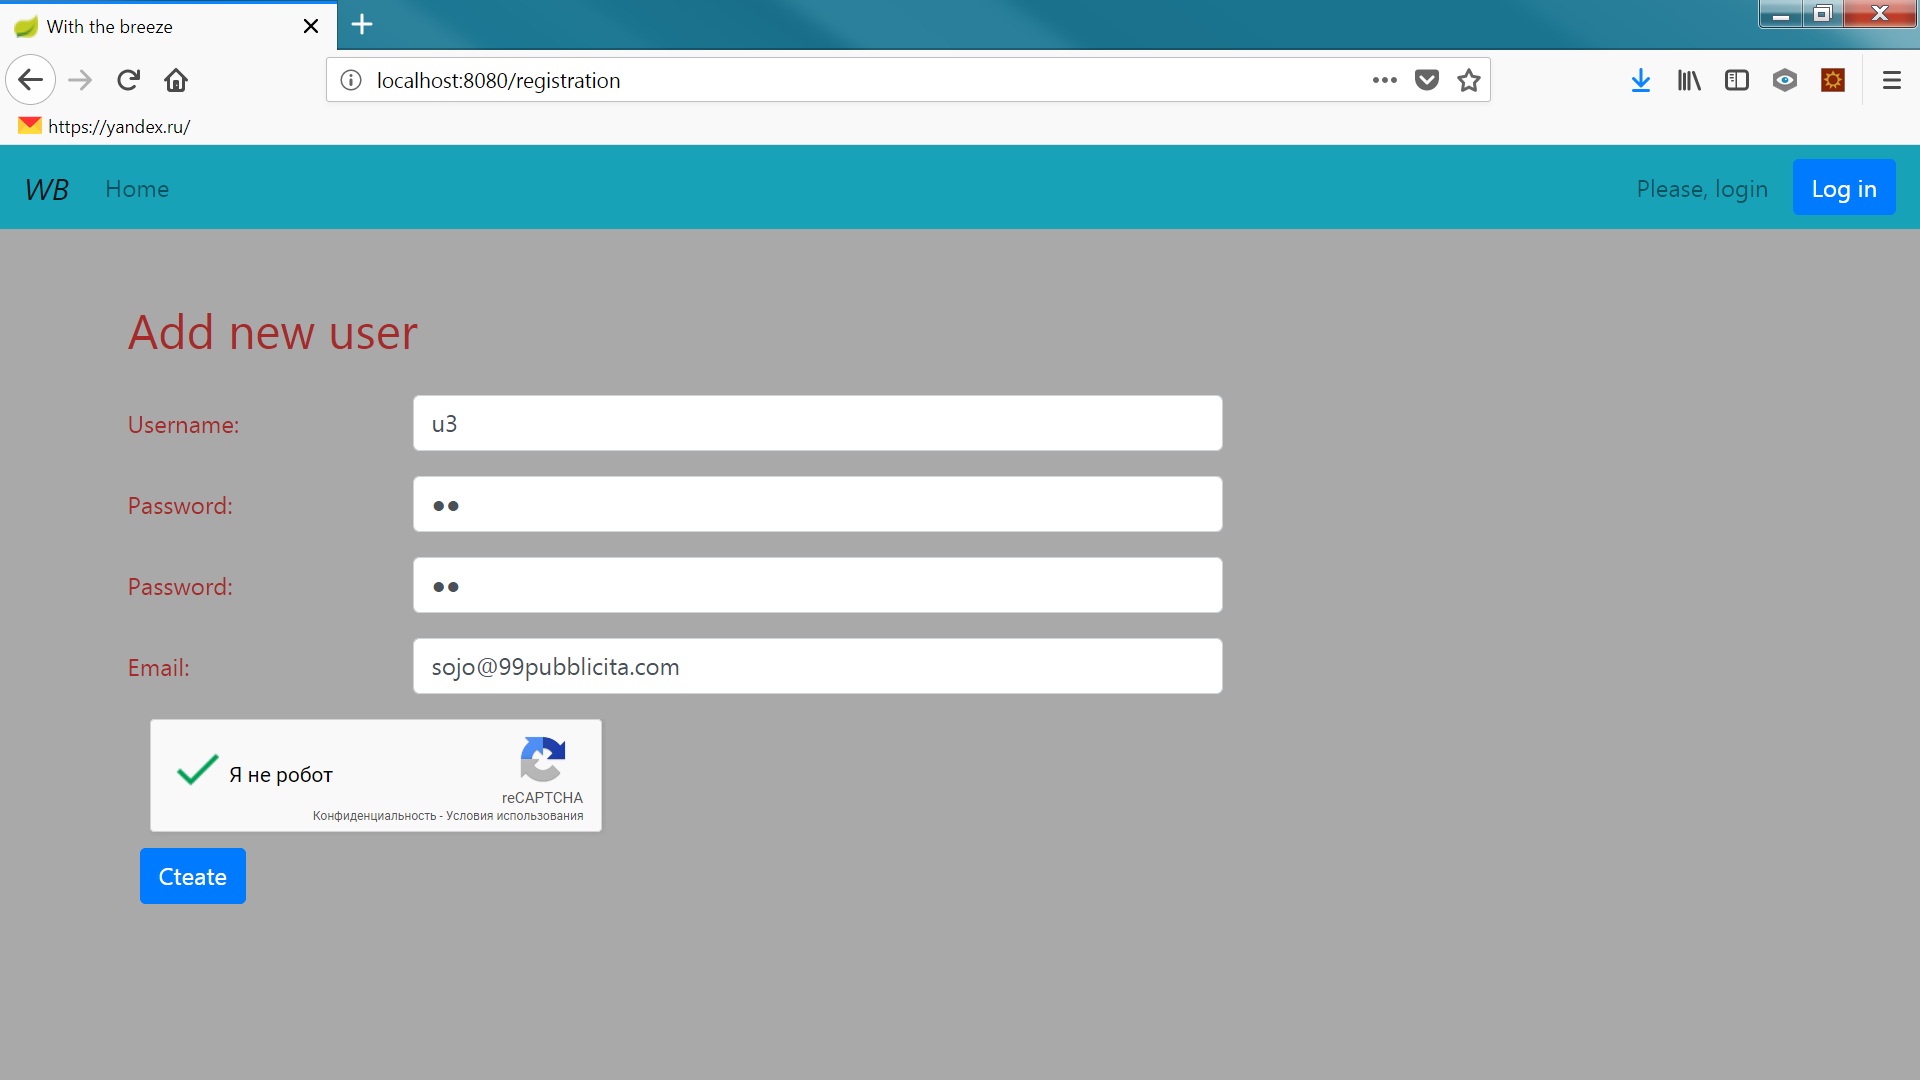 With the breeze
localhost:8080/registration
https://yandex.ru/
WB Home Please, login Log in
Add new user
Username: u3
Password: ●●
Password: ●●
Email: sojo@99pubblicita.com
Я не робот
reCAPTCHA
Конфиденциальность - Условия использования
Cteate